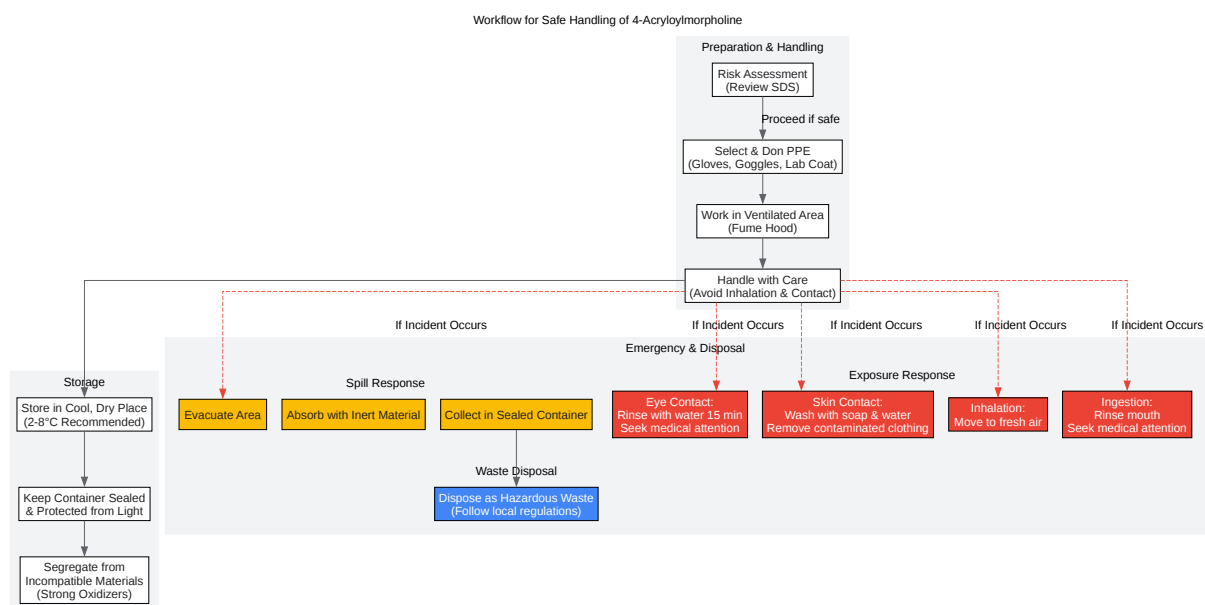 Workflow for Safe Handling of 4-Acryloylmorpholine
Preparation & Handling
Risk Assessment
(Review SDS)
Proceed if safe
Select & Don PPE
(Gloves, Goggles, Lab Coat)
Work in Ventilated Area
(Fume Hood)
Handle with Care
(Avoid Inhalation & Contact)
If Incident Occurs
If Incident Occurs
If Incident Occurs
If Incident Occurs
If Incident Occurs
Emergency & Disposal
Storage
Store in Cool, Dry Place
(2-8°C Recommended)
Keep Container Sealed
& Protected from Light
Segregate from
Incompatible Materials
(Strong Oxidizers)
Spill Response
Evacuate Area
Absorb with Inert Material
Collect in Sealed Container
Waste Disposal
Dispose as Hazardous Waste
(Follow local regulations)
Exposure Response
Eye Contact:
Rinse with water 15 min
Seek medical attention
Skin Contact:
Wash with soap & water
Remove contaminated clothing
Inhalation:
Move to fresh air
Ingestion:
Rinse mouth
Seek medical attention